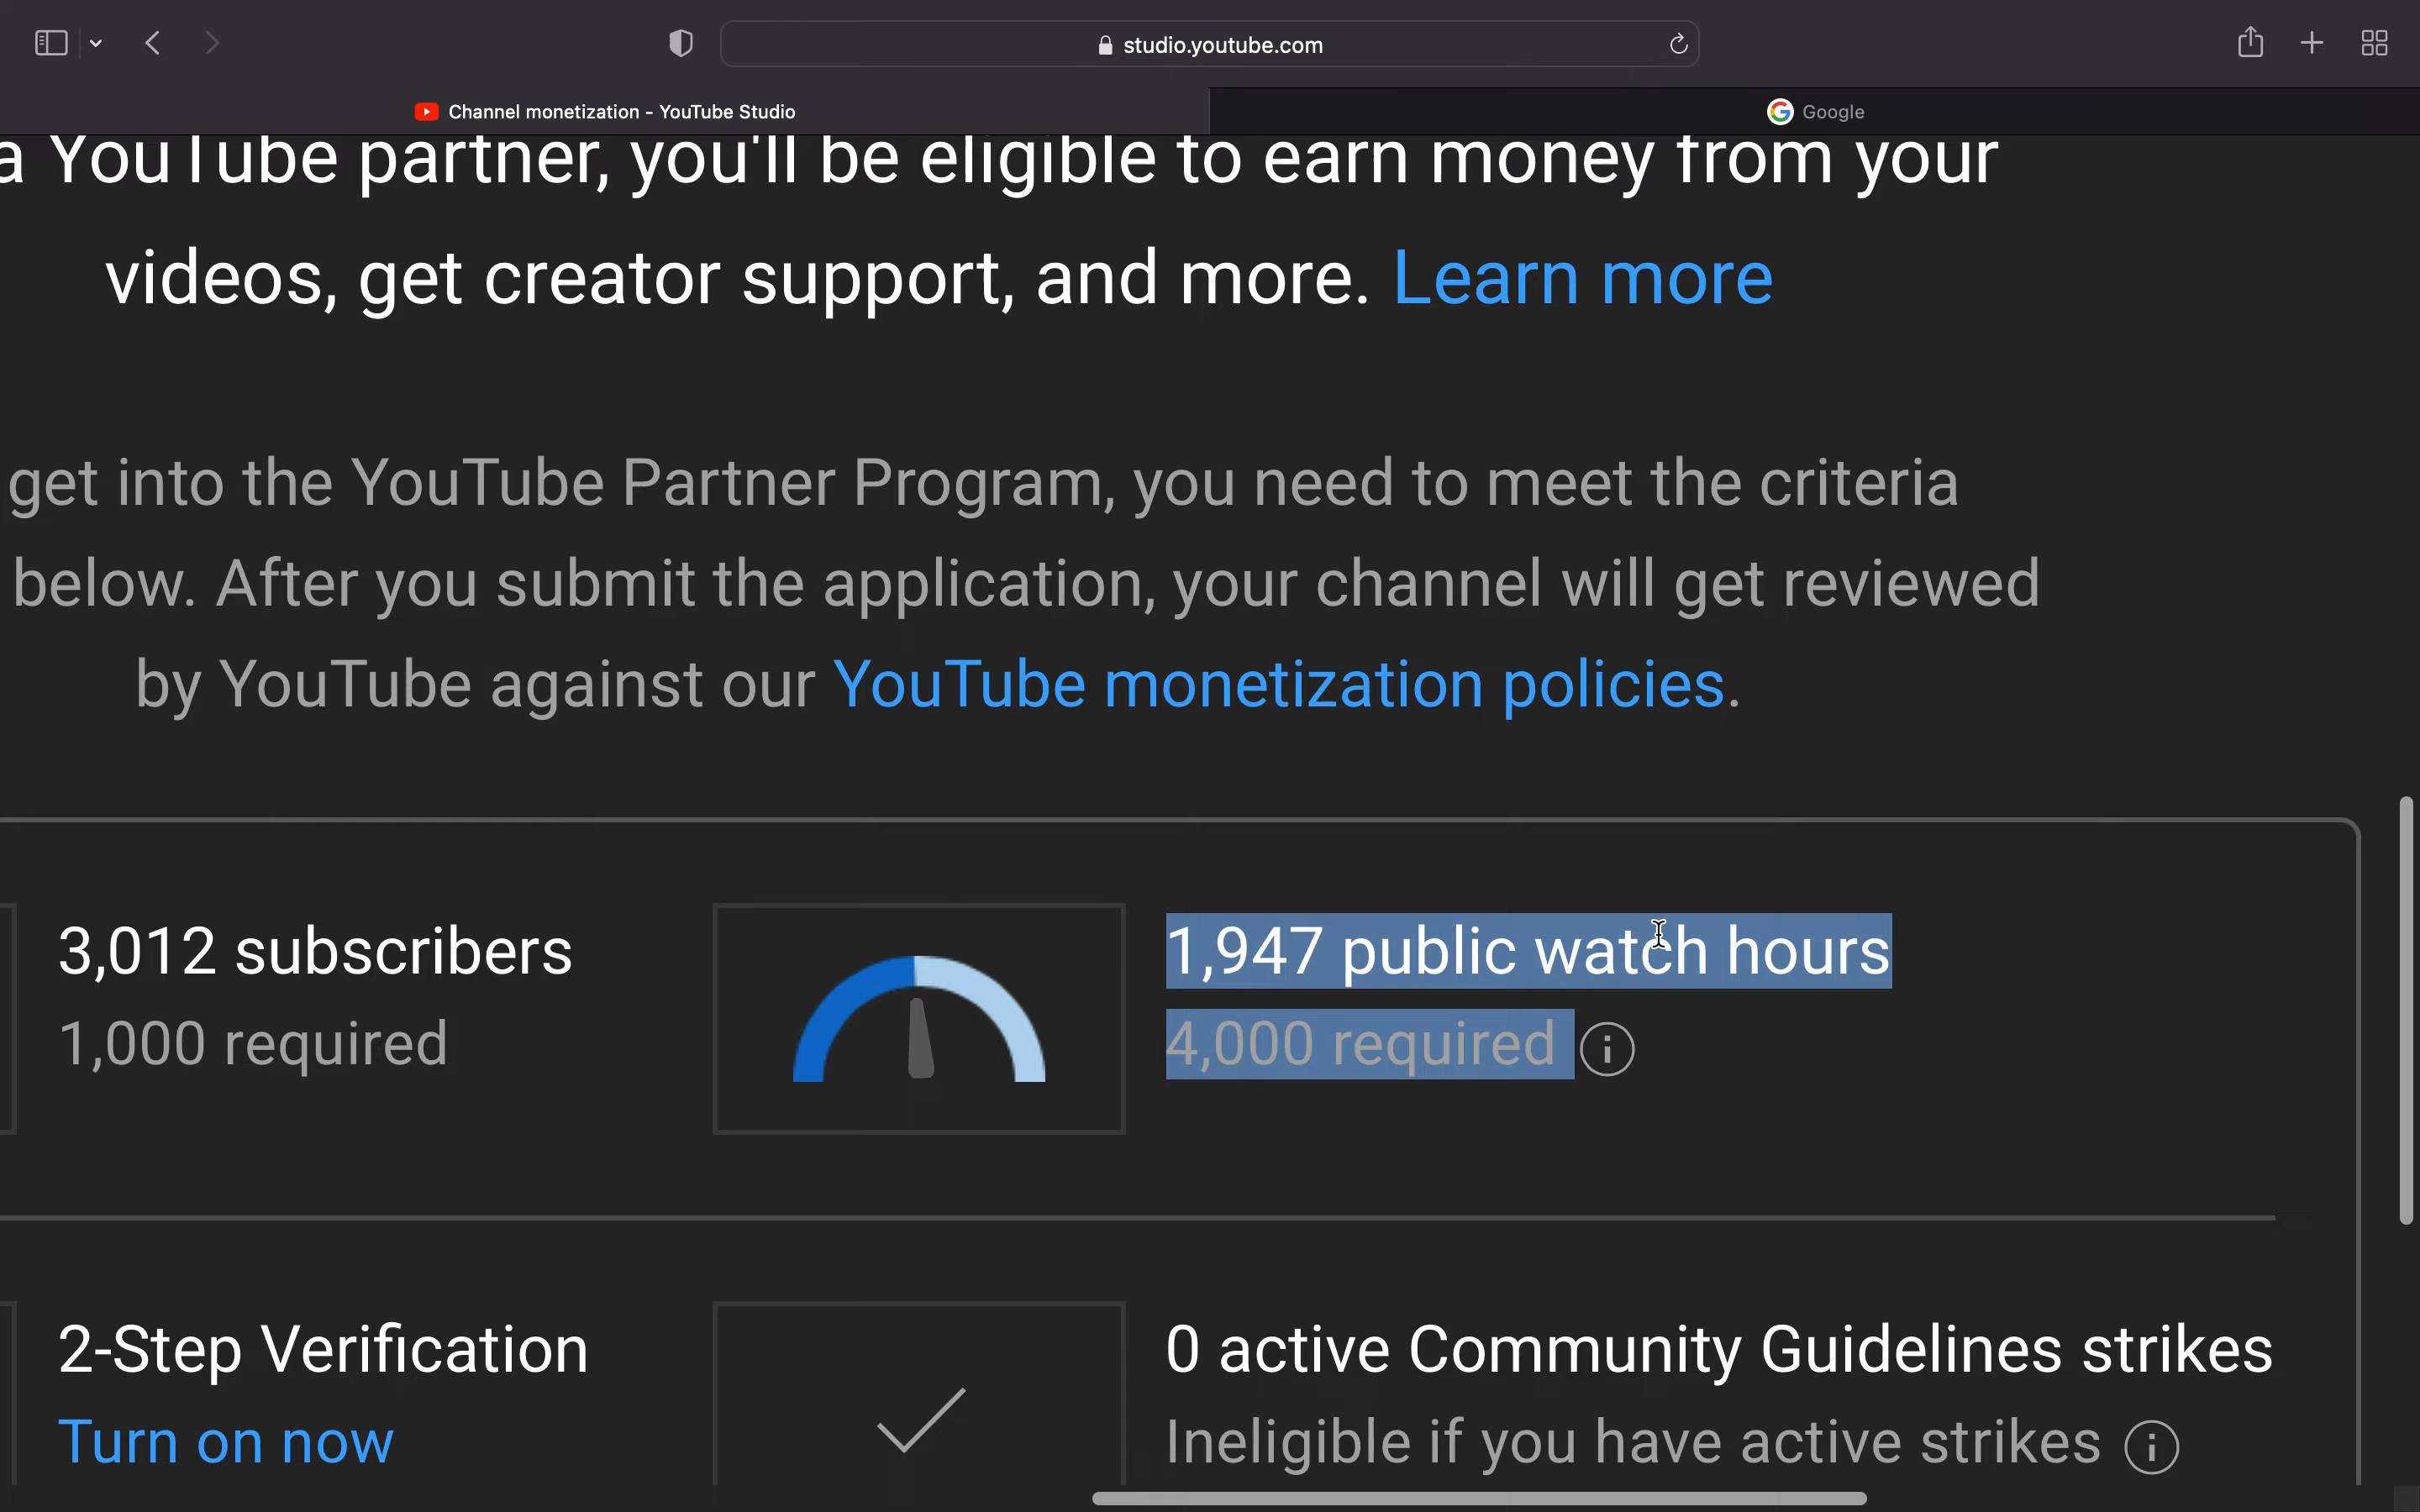 studio.youtube.com
Channel monetization - YouTube Studio
Google
a YouTube partner, you'll be eligible to earn money from your
videos, get creator support, and more. Learn more
get into the YouTube Partner Program, you need to meet the criteria
below. After you submit the application, your channel will get reviewed
by YouTube against our YouTube monetization policies.
3,012 subscribers
1,000 required
1,947 public watch hours
4,000 required
2-Step Verification
Turn on now
0 active Community Guidelines strikes
Ineligible if you have active strikes